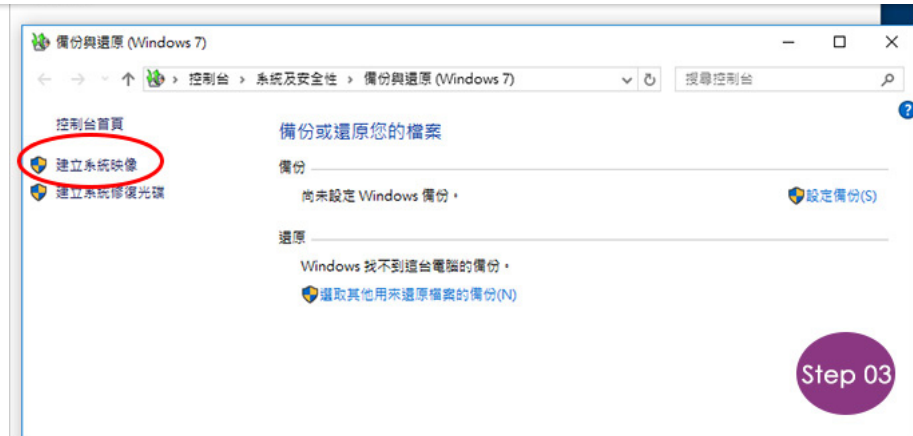 備份與還原 (Windows 7)
控制台 › 系統及安全性 › 備份與還原 (Windows 7)
搜尋控制台
控制台首頁
建立系統映像
建立系統修復光碟
備份或還原您的檔案
備份
尚未設定 Windows 備份。
設定備份(S)
還原
Windows 找不到這台電腦的備份。
選取其他用來還原檔案的備份(N)
Step 03